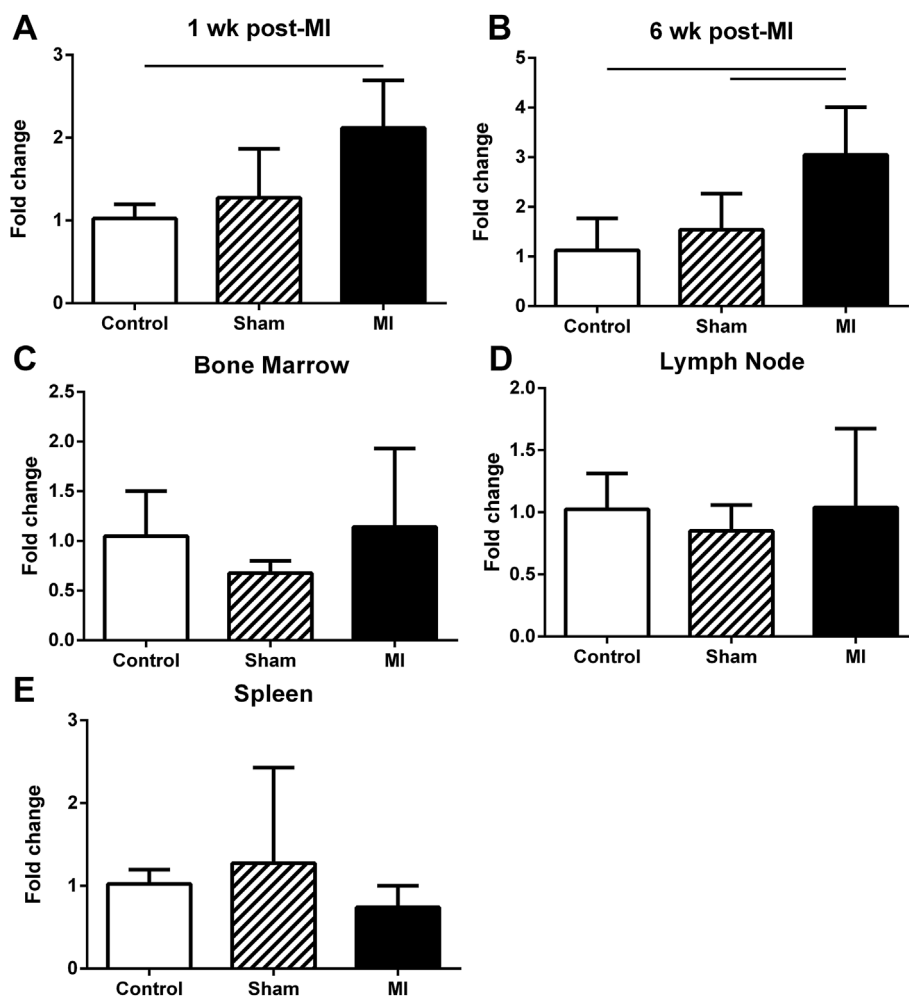 A
1 wk post-MI
Fold change
3
2
1
0
Control Sham MI
B
6 wk post-MI
Fold change
5
4
3
2
1
0
Control Sham MI
C
Bone Marrow
Fold change
2.5
2.0
1.5
1.0
0.5
0.0
Control Sham MI
D
Lymph Node
Fold change
2.0
1.5
1.0
0.5
0.0
Control Sham MI
E
Spleen
Fold change
3
2
1
0
Control Sham MI